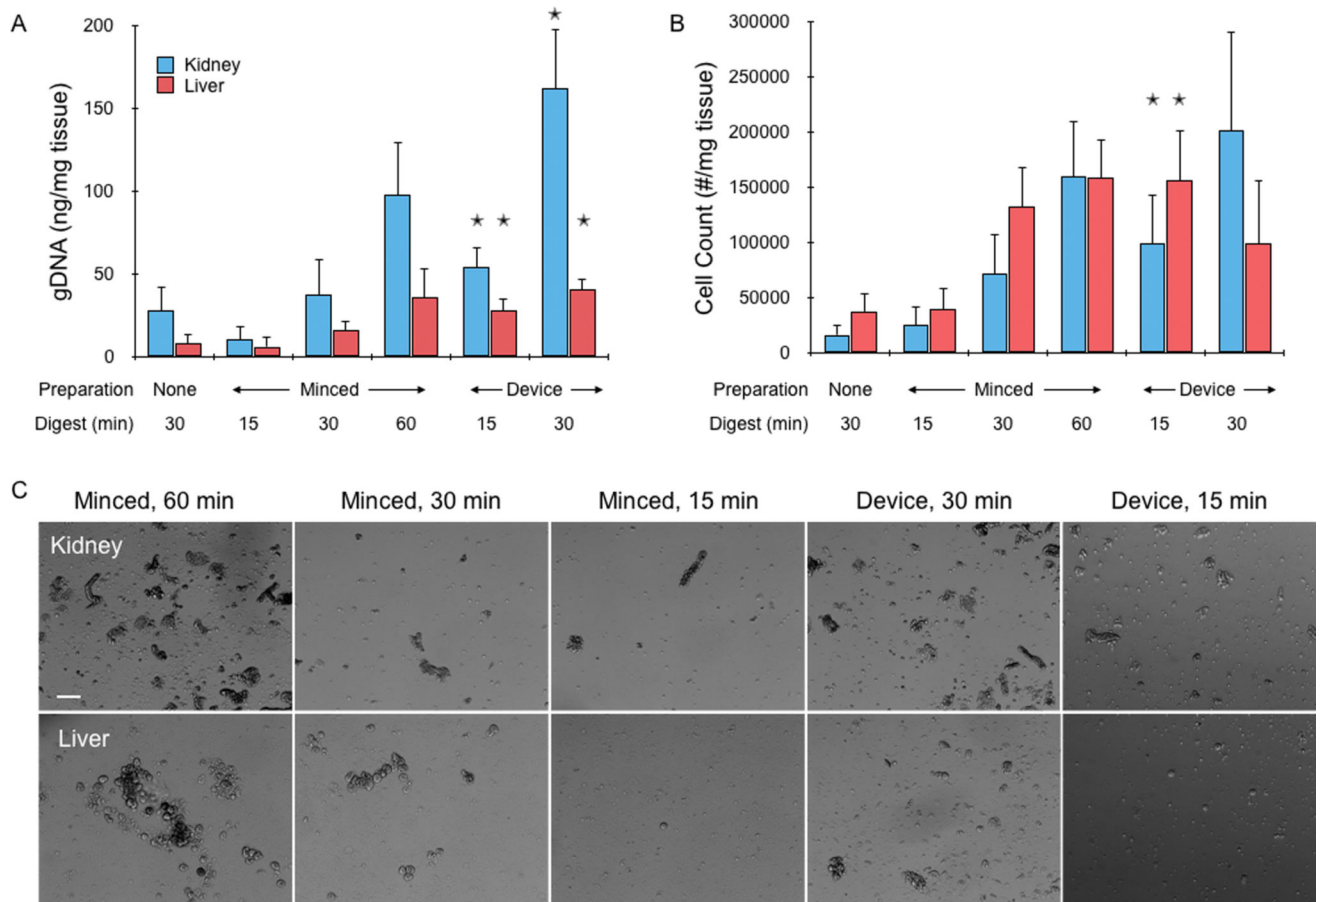 A
gDNA (ng/mg tissue)
200
150
100
50
0
Kidney
Liver
Preparation None Minced Device
Digest (min) 30 15 30 60 15 30
B
Cell Count (#/mg tissue)
300000
250000
200000
150000
100000
50000
0
Preparation None Minced Device
Digest (min) 30 15 30 60 15 30
C
Minced, 60 min Minced, 30 min Minced, 15 min Device, 30 min Device, 15 min
Kidney
Liver